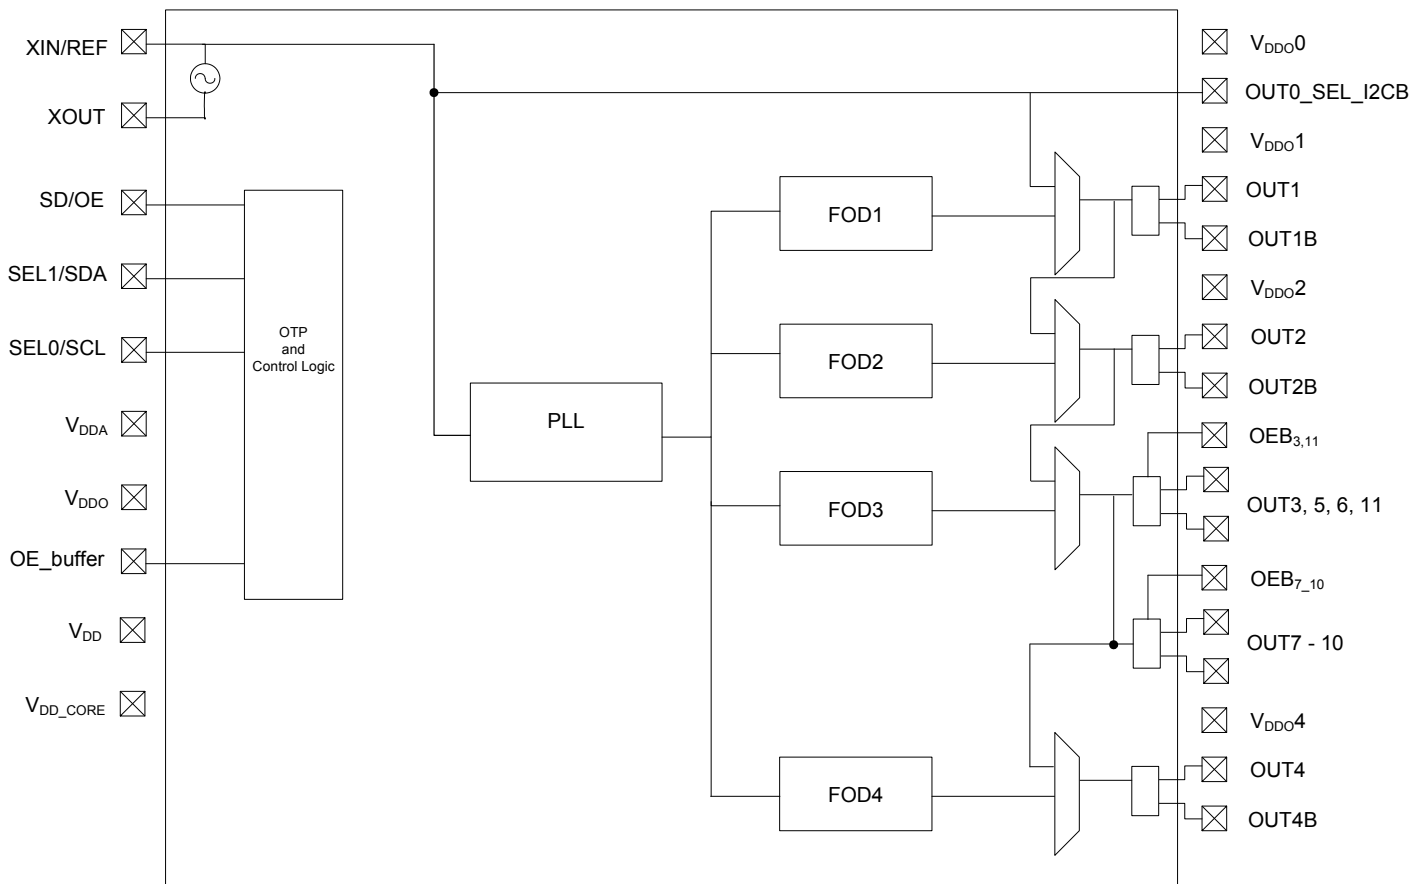 XIN/REF
XOUT
SD/OE
SEL1/SDA
SEL0/SCL
VDDA
VDDO
OE_buffer
VDD
VDD_CORE
OTP
and
Control Logic
PLL
FOD1
FOD2
FOD3
FOD4
VDDO0
OUT0_SEL_I2CB
VDDO1
OUT1
OUT1B
VDDO2
OUT2
OUT2B
OEB3,11
OUT3, 5, 6, 11
OEB7_10
OUT7 - 10
VDDO4
OUT4
OUT4B